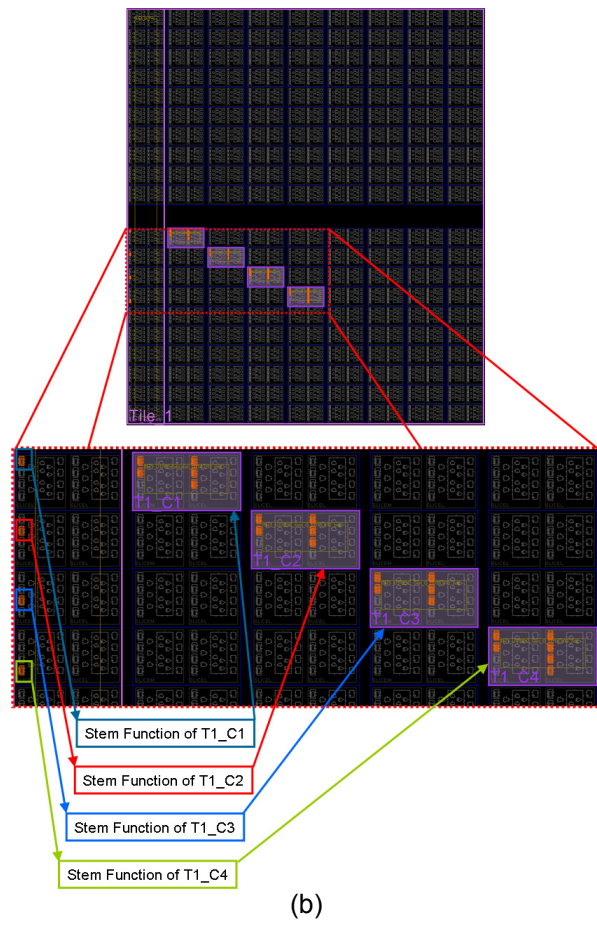 Tile_1
T1_C1
T1_C2
T1_C3
T1_C4
Stem Function of T1_C1
Stem Function of T1_C2
Stem Function of T1_C3
Stem Function of T1_C4
(b)